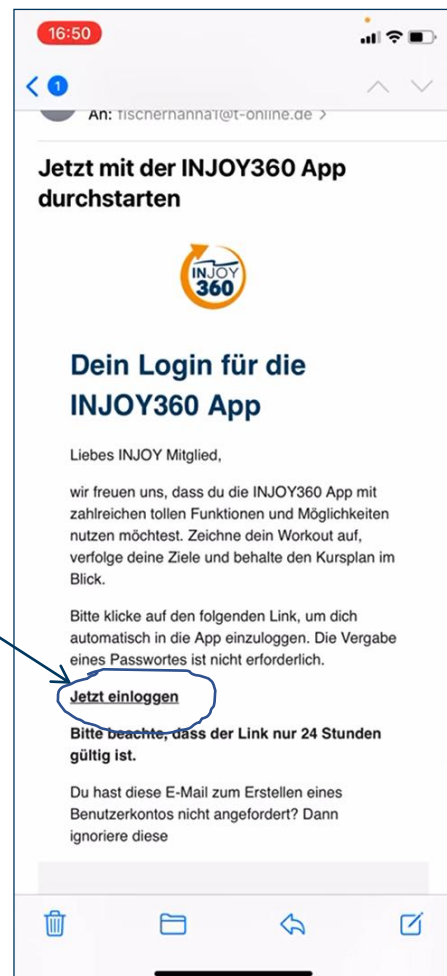 16:50
1
An: fischerhanna1@t-online.de >
Jetzt mit der INJOY360 App
durchstarten
INJOY
360
Dein Login für die
INJOY360 App
Liebes INJOY Mitglied,
wir freuen uns, dass du die INJOY360 App mit
zahlreichen tollen Funktionen und Möglichkeiten
nutzen möchtest. Zeichne dein Workout auf,
verfolge deine Ziele und behalte den Kursplan im
Blick.
Bitte klicke auf den folgenden Link, um dich
automatisch in die App einzuloggen. Die Vergabe
eines Passwortes ist nicht erforderlich.
Jetzt einloggen
Bitte beachte, dass der Link nur 24 Stunden
gültig ist.
Du hast diese E-Mail zum Erstellen eines
Benutzerkontos nicht angefordert? Dann
ignoriere diese